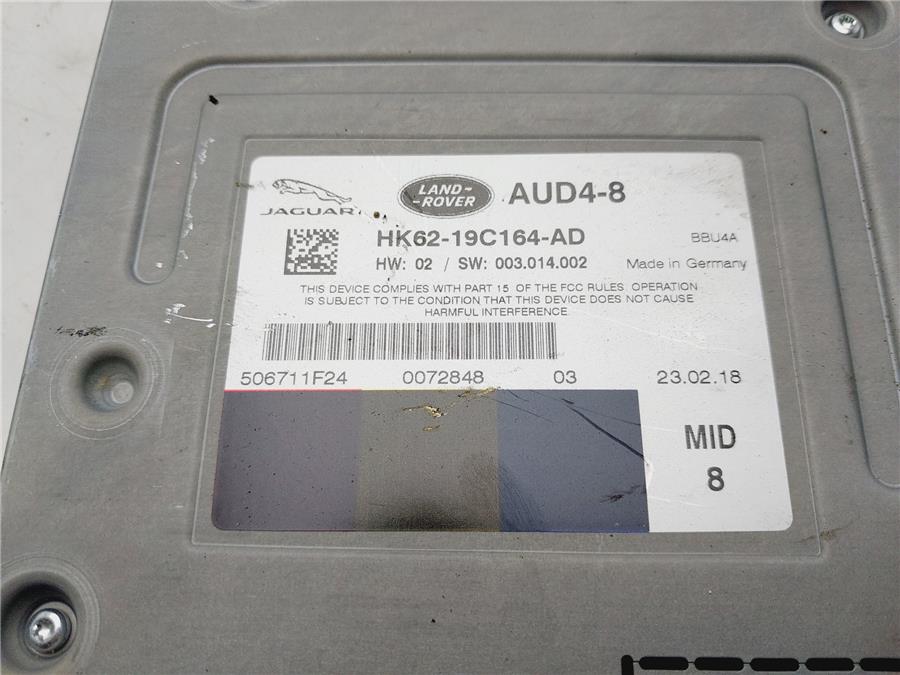 JAGUAR
LAND-
-ROVER
AUD4-8
HK62-19C164-AD
BBU4A
HW: 02 / SW: 003.014.002
Made in Germany
THIS DEVICE COMPLIES WITH PART 15 OF THE FCC RULES. OPERATION
IS SUBJECT TO THE CONDITION THAT THIS DEVICE DOES NOT CAUSE
HARMFUL INTERFERENCE
506711F24 0072848 03 23.02.18
MID
8